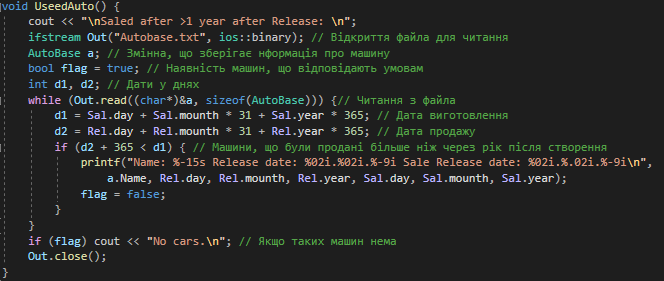 void UseedAuto() {
    cout << "\nSaled after >1 year after Release: \n";
    ifstream Out("Autobase.txt", ios::binary); // Відкриття файла для читання
    AutoBase a; // Змінна, що зберігає нформація про машину
    bool flag = true; // Наявність машин, що відповідають умовам
    int d1, d2; // Дати у днях
    while (Out.read((char*)&a, sizeof(AutoBase))) {// Читання з файла
        d1 = Sal.day + Sal.mounth * 31 + Sal.year * 365; // Дата виготовлення
        d2 = Rel.day + Rel.mounth * 31 + Rel.year * 365; // Дата продажу
        if (d2 + 365 < d1) { // Машини, що були продані більше ніж через рік після створення
            printf("Name: %-15s Release date: %02i.%02i.%-9i Sale Release date: %02i.%.02i.%-9i\n",
                a.Name, Rel.day, Rel.mounth, Rel.year, Sal.day, Sal.mounth, Sal.year);
            flag = false;
        }
    }
    if (flag) cout << "No cars.\n"; // Якщо таких машин нема
    Out.close();
}